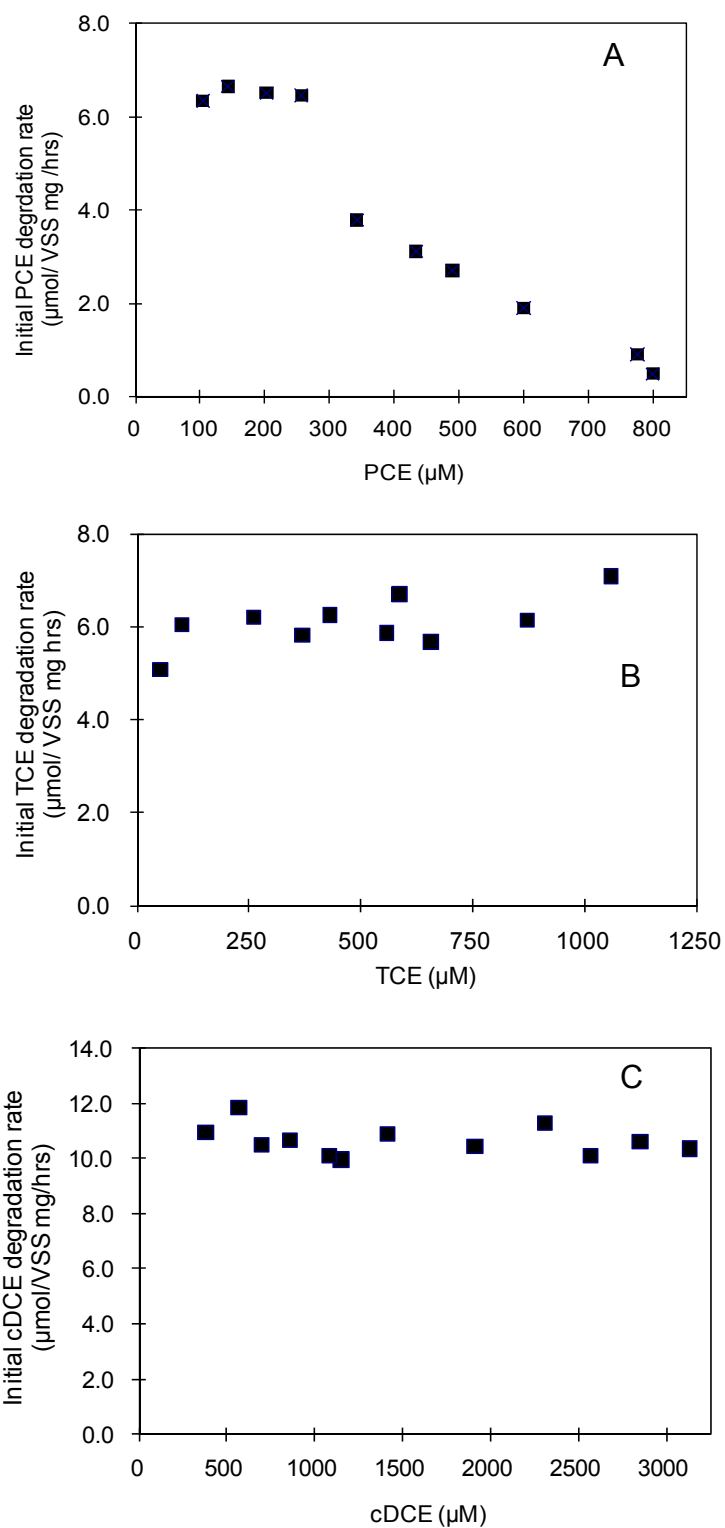 A
Initial PCE degrdation rate
(µmol/ VSS mg /hrs)
8.0
6.0
4.0
2.0
0.0
0 100 200 300 400 500 600 700 800
PCE (µM)
B
Initial TCE degradation rate
(µmol/ VSS mg hrs)
8.0
6.0
4.0
2.0
0.0
0 250 500 750 1000 1250
TCE (µM)
C
Initial cDCE degradation rate
(µmol/VSS mg/hrs)
14.0
12.0
10.0
8.0
6.0
4.0
2.0
0.0
0 500 1000 1500 2000 2500 3000
cDCE (µM)